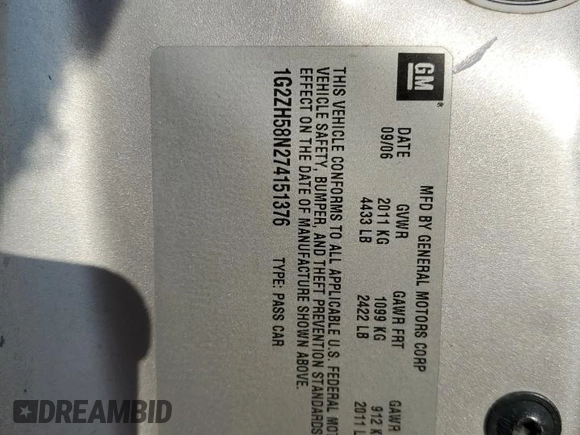 GM
®
MFD BY GENERAL MOTORS CORP
DATE GVWR GAWR FRT GAWR
09/06 2011 KG 1099 KG 912
4433 LB 2422 LB 2011
THIS VEHICLE CONFORMS TO ALL APPLICABLE U.S. FEDERAL
VEHICLE SAFETY, BUMPER, AND THEFT PREVENTION STANDARDS
EFFECT ON THE DATE OF MANUFACTURE SHOWN ABOVE.
1G2ZH58N274151376 TYPE: PASS CAR
DREAMBID